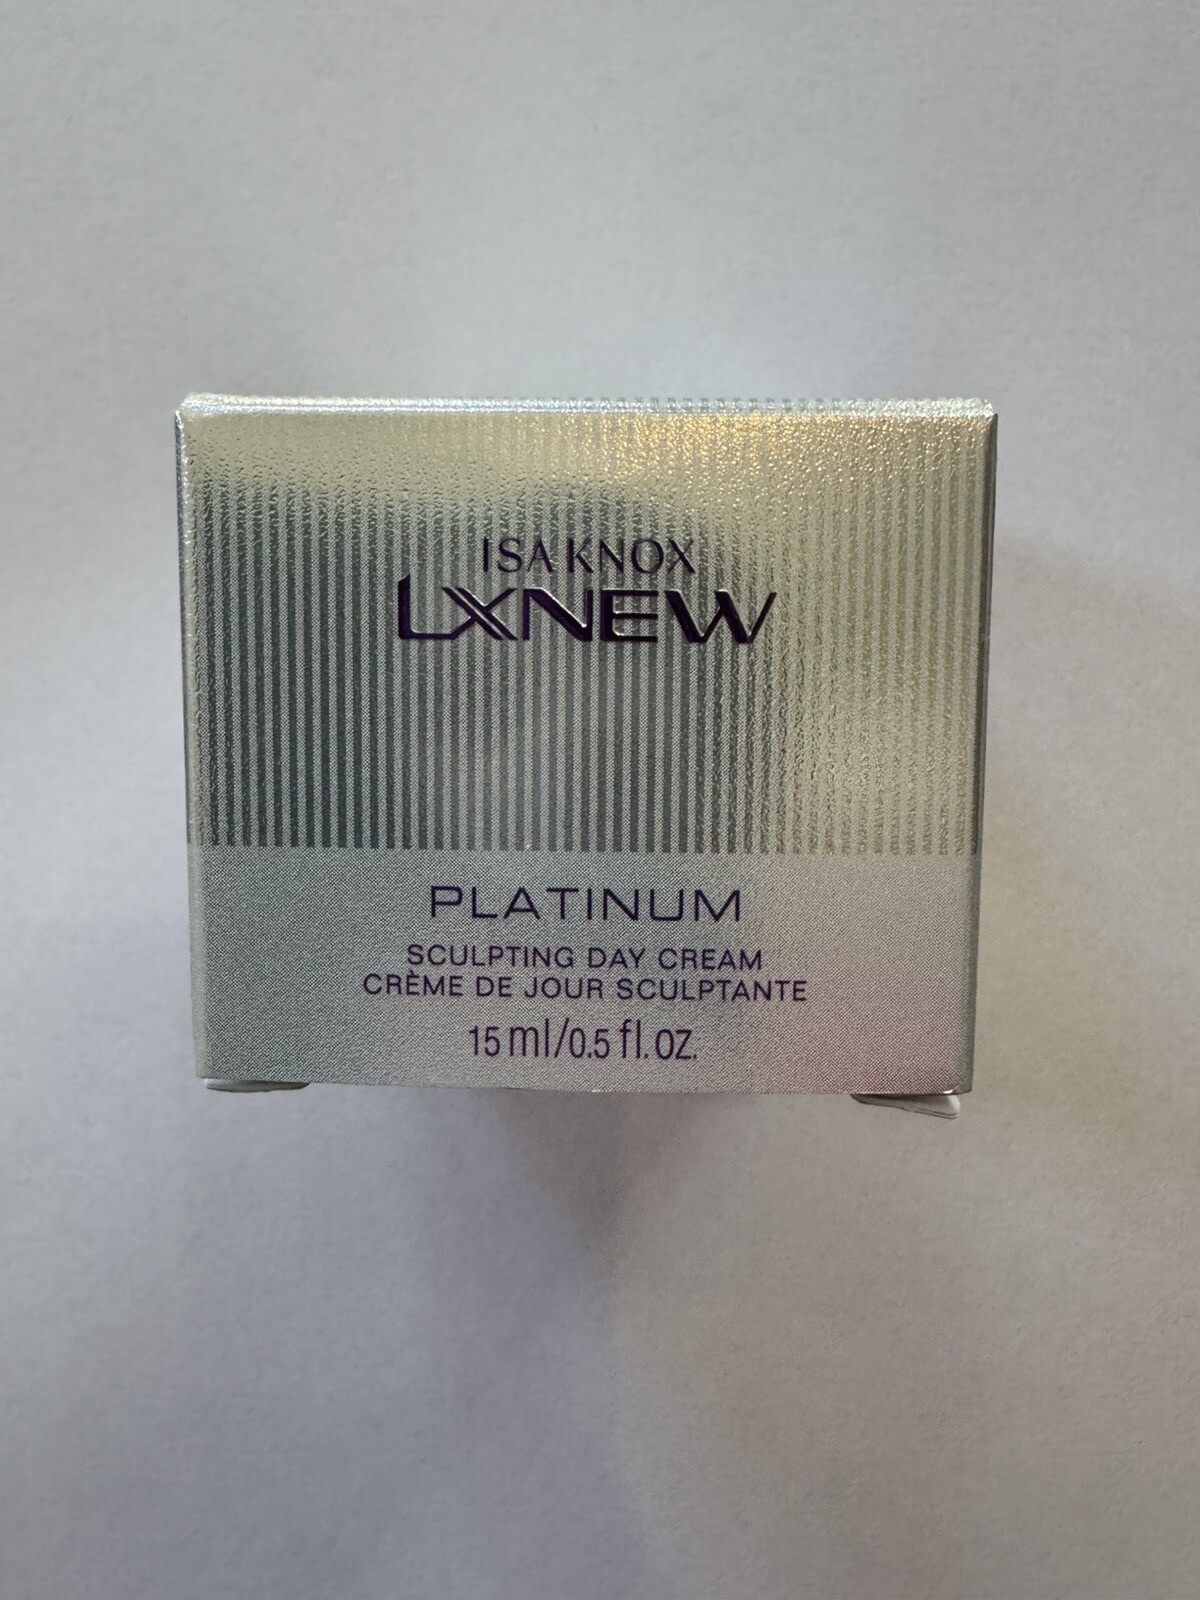 ISA KNOX
LXNEW
PLATINUM
SCULPTING DAY CREAM
CRÈME DE JOUR SCULPTANTE
15 ml/0.5 fl. oz.